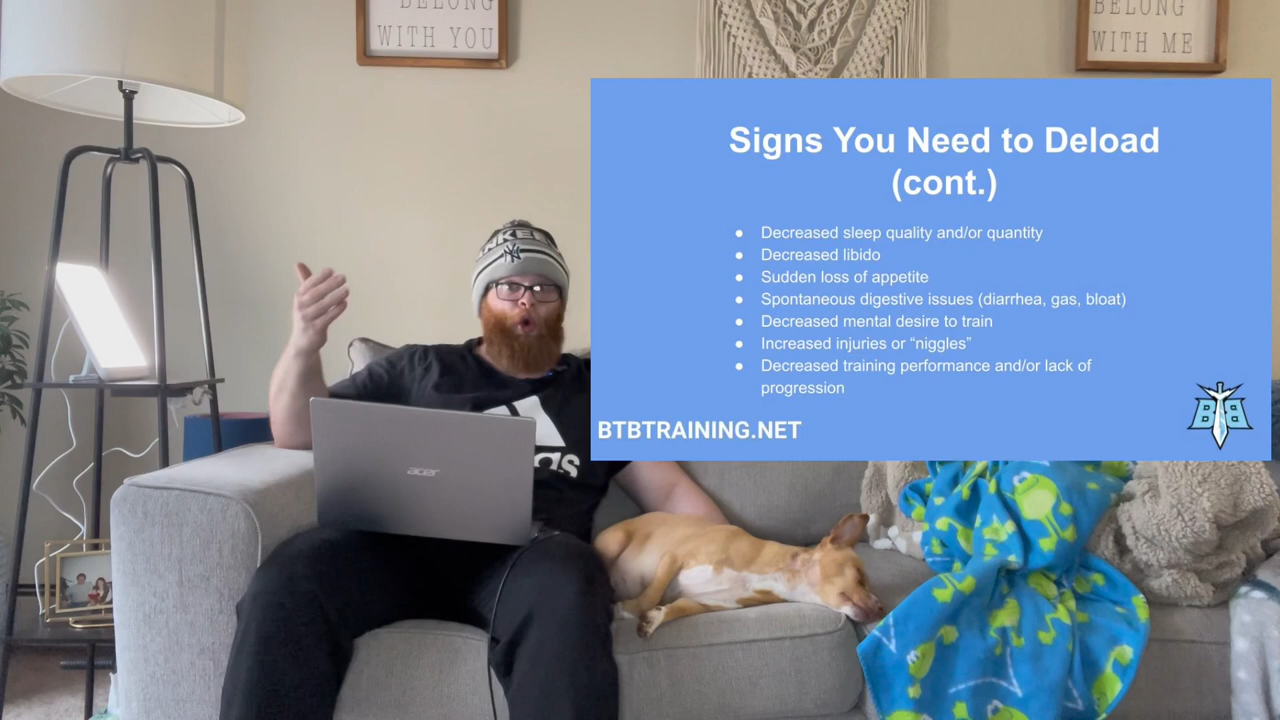 BELONG
WITH YOU
BELONG
WITH ME
Signs You Need to Deload
(cont.)
● Decreased sleep quality and/or quantity
● Decreased libido
● Sudden loss of appetite
● Spontaneous digestive issues (diarrhea, gas, bloat)
● Decreased mental desire to train
● Increased injuries or “niggles”
● Decreased training performance and/or lack of
progression
BTBTRAINING.NET
BTB
NY
acer